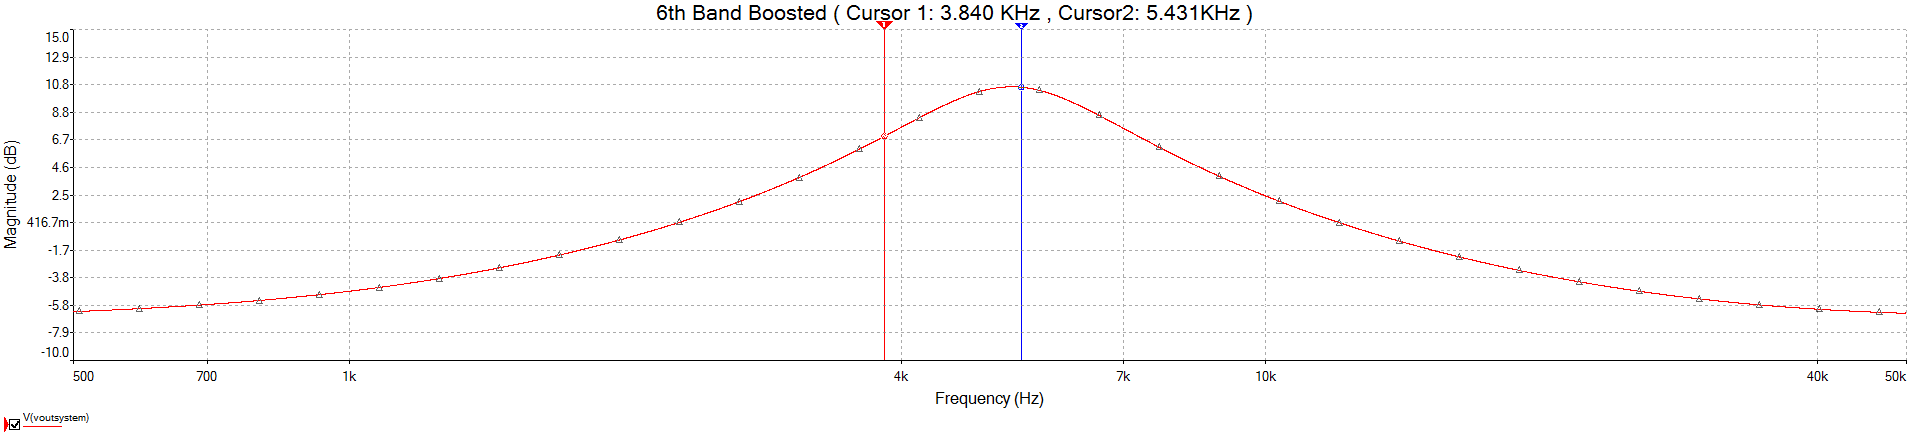 6th Band Boosted ( Cursor 1: 3.840 KHz , Cursor2: 5.431KHz )
15.0
12.9
10.8
8.8
6.7
4.6
2.5
416.7m
-1.7
-3.8
-5.8
-7.9
-10.0
Magnitude (dB)
500 700 1k 4k 7k 10k 40k 50k
Frequency (Hz)
V(voutsystem)